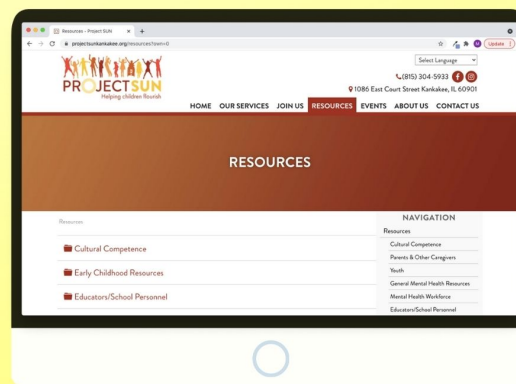 Resources - Project SUN
projectsunkankakee.org/resources?own=0
Update
Select Language
PROJECTSUN
Helping children flourish
(815) 304-5933
1086 East Court Street Kankakee, IL 60901
HOME OUR SERVICES JOIN US RESOURCES EVENTS ABOUT US CONTACT US
RESOURCES
Resources
Cultural Competence
Early Childhood Resources
Educators/School Personnel
NAVIGATION
Resources
Cultural Competence
Parents & Other Caregivers
Youth
General Mental Health Resources
Mental Health Workforce
Educators/School Personnel